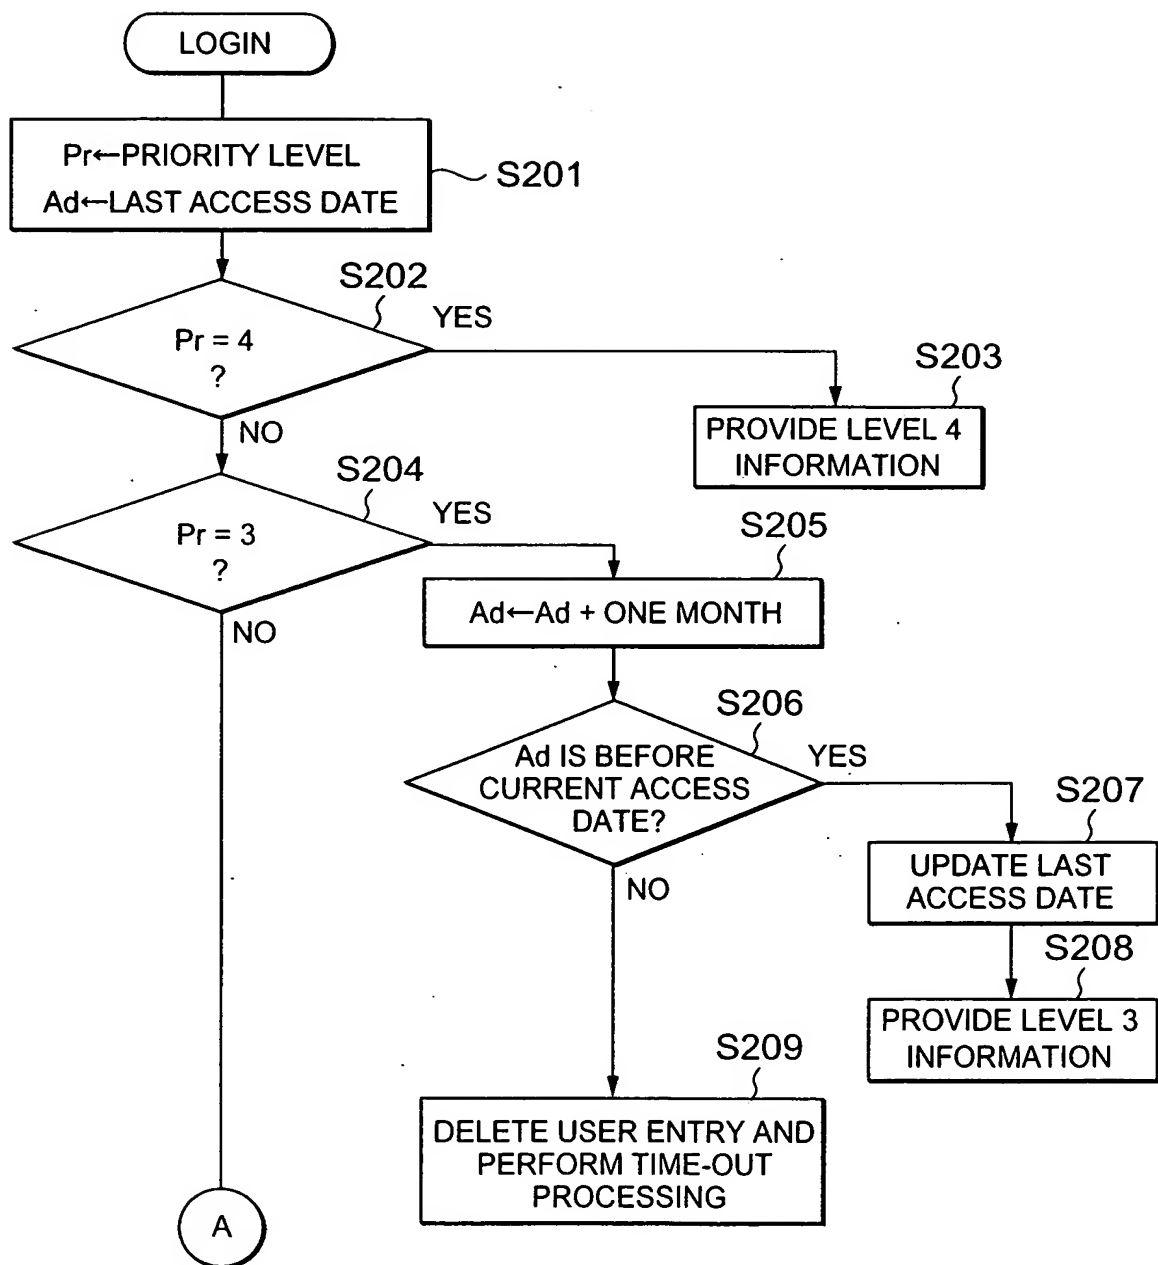 LOGIN
Pr←PRIORITY LEVEL
Ad←LAST ACCESS DATE
S201
S202
Pr = 4
?
YES
NO
S203
PROVIDE LEVEL 4
INFORMATION
S204
Pr = 3
?
YES
NO
S205
Ad←Ad + ONE MONTH
S206
Ad IS BEFORE
CURRENT ACCESS
DATE?
YES
NO
S207
UPDATE LAST
ACCESS DATE
S208
PROVIDE LEVEL 3
INFORMATION
S209
DELETE USER ENTRY AND
PERFORM TIME-OUT
PROCESSING
A